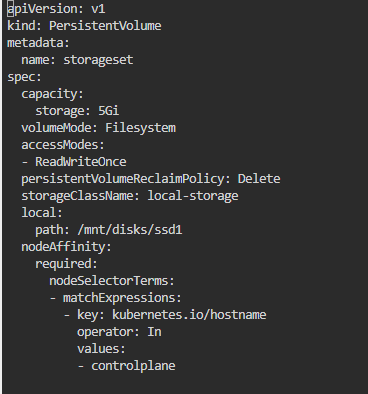 apiVersion: v1
kind: PersistentVolume
metadata:
  name: storageset
spec:
  capacity:
    storage: 5Gi
  volumeMode: Filesystem
  accessModes:
  - ReadWriteOnce
  persistentVolumeReclaimPolicy: Delete
  storageClassName: local-storage
  local:
    path: /mnt/disks/ssd1
  nodeAffinity:
    required:
      nodeSelectorTerms:
      - matchExpressions:
        - key: kubernetes.io/hostname
          operator: In
          values:
          - controlplane